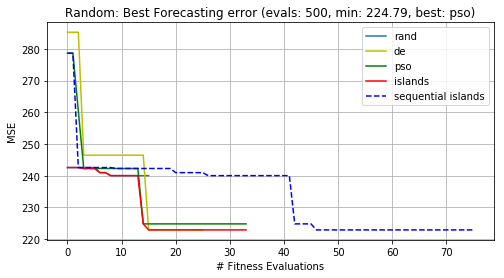 Random: Best Forecasting error (evals: 500, min: 224.79, best: pso)
rand
de
pso
islands
sequential islands
MSE
280
270
260
250
240
230
220
0 10 20 30 40 50 60 70
# Fitness Evaluations